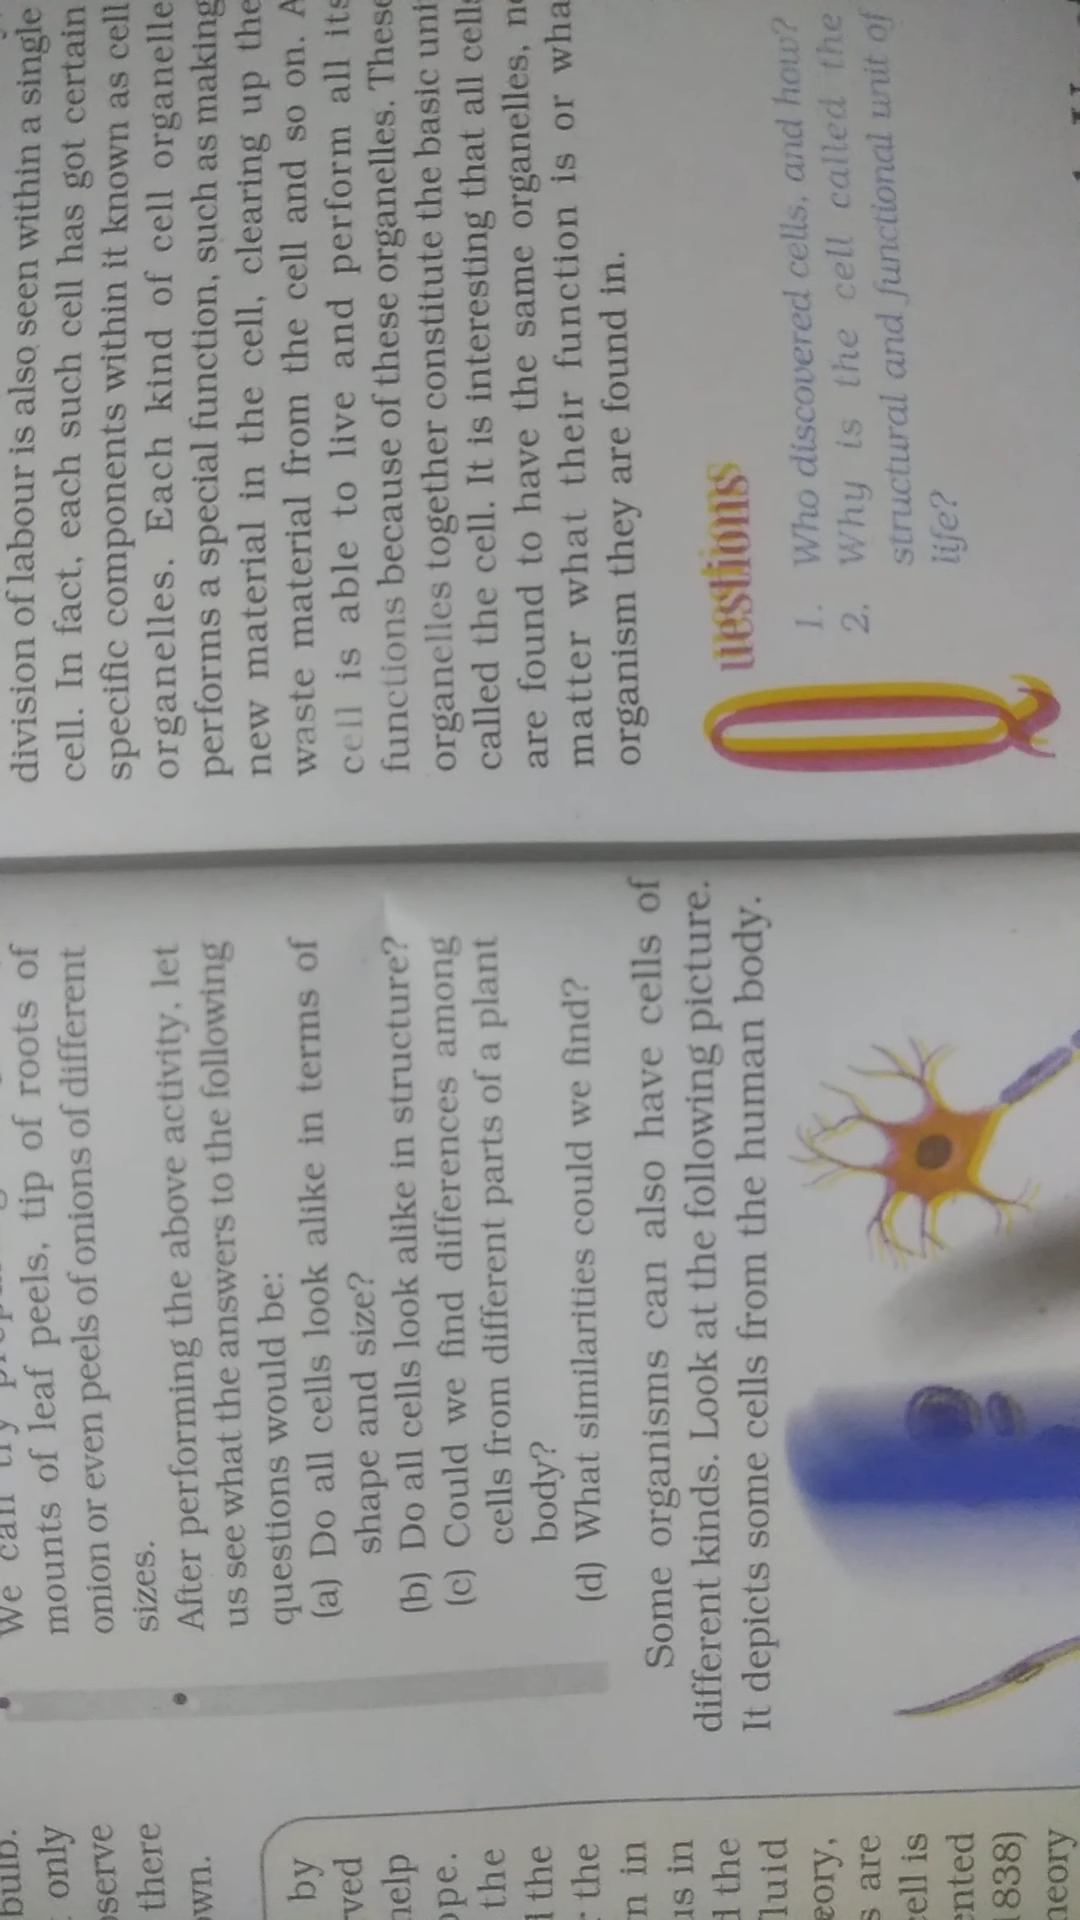 bulb.
only
there
own.
by
help
the
the
the
in
in
the
are
is
1838)
mounts of leaf peels, tip of roots of
onion or even peels of onions of different
sizes.
• After performing the above activity, let
us see what the answers to the following
questions would be:
(a) Do all cells look alike in terms of
shape and size?
(b) Do all cells look alike in structure?
(c) Could we find differences among
cells from different parts of a plant
body?
(d) What similarities could we find?
Some organisms can also have cells of
different kinds. Look at the following picture.
It depicts some cells from the human body.
division of labour is also seen within a single
cell. In fact, each such cell has got certain
specific components within it known as cell
organelles. Each kind of cell organelle
performs a special function, such as making
new material in the cell, clearing up the
waste material from the cell and so on. A
cell is able to live and perform all its
functions because of these organelles. These
organelles together constitute the basic unit
called the cell. It is interesting that all cells
are found to have the same organelles, no
matter what their function is or what
organism they are found in.
Questions
1. Who discovered cells, and how?
2. Why is the cell called the
structural and functional unit of
life?